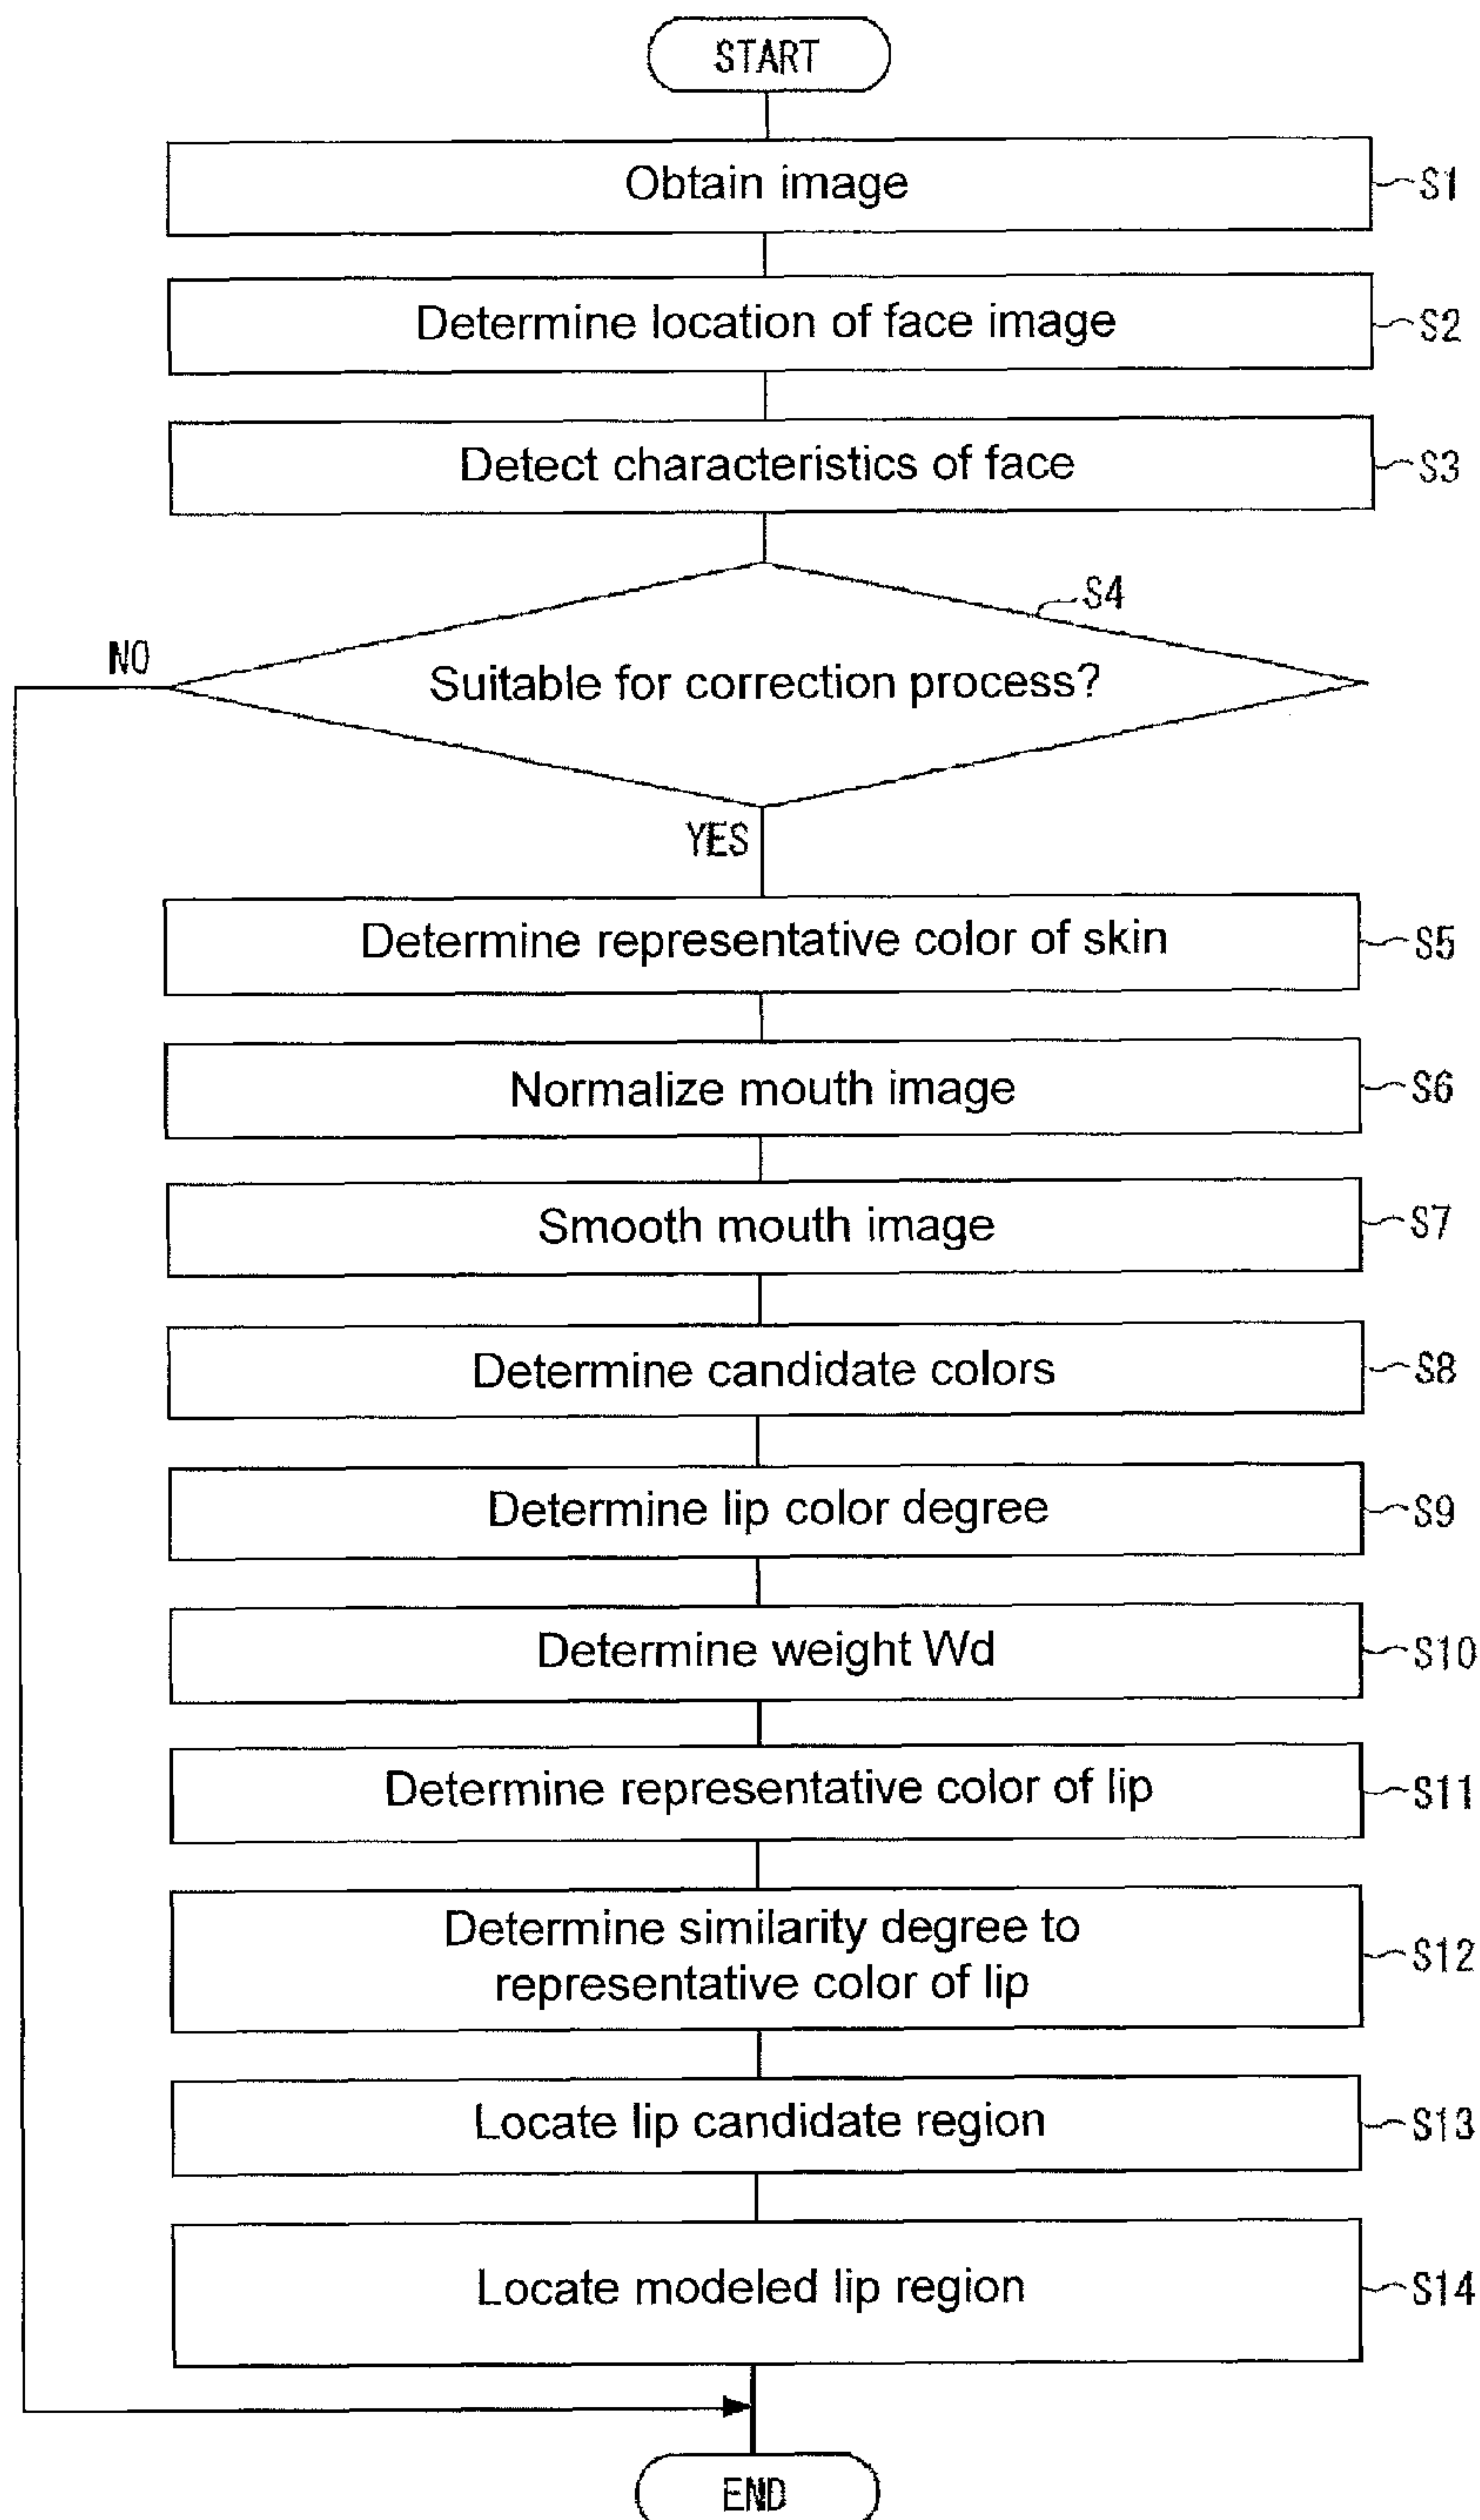 START
Obtain image
S1
Determine location of face image
S2
Detect characteristics of face
S3
S4
NO
Suitable for correction process?
YES
Determine representative color of skin
S5
Normalize mouth image
S6
Smooth mouth image
S7
Determine candidate colors
S8
Determine lip color degree
S9
Determine weight Wd
S10
Determine representative color of lip
S11
Determine similarity degree to
representative color of lip
S12
Locate lip candidate region
S13
Locate modeled lip region
S14
END